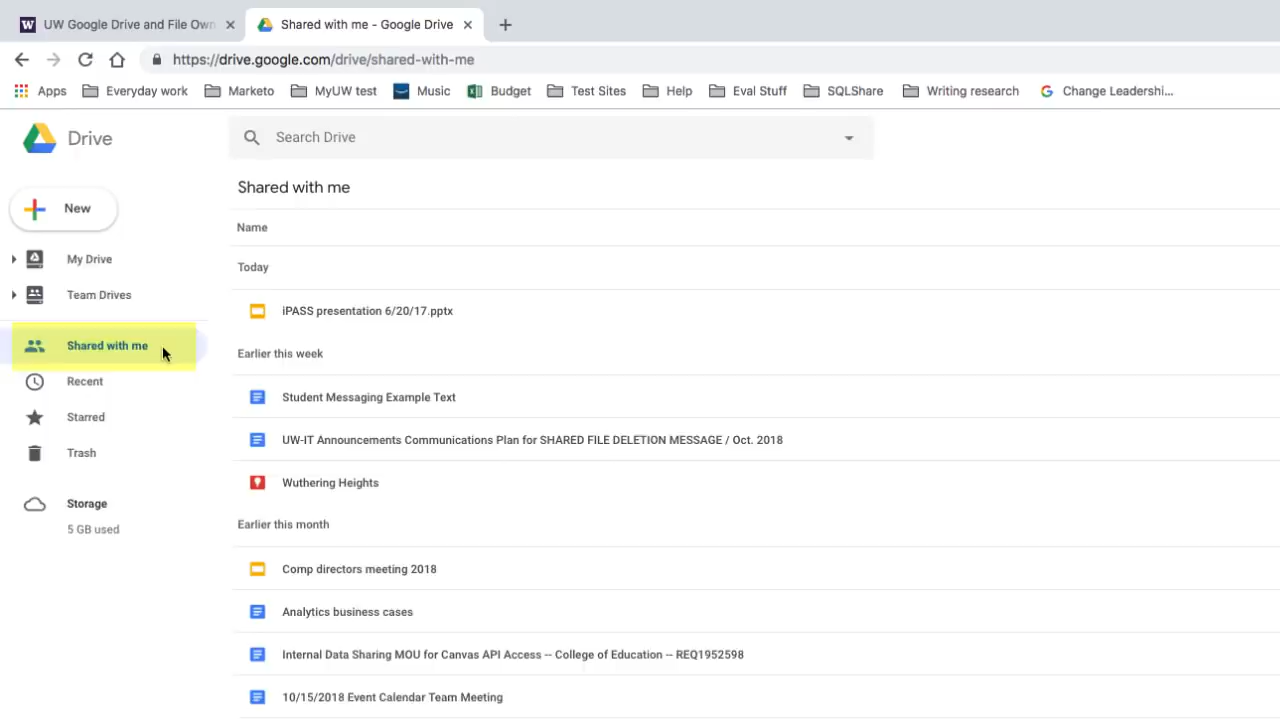 W UW Google Drive and File Own
Shared with me - Google Drive
https://drive.google.com/drive/shared-with-me
Apps Everyday work Marketo MyUW test Music Budget Test Sites Help Eval Stuff SQLShare Writing research G Change Leadershi...
Drive
Search Drive
Shared with me
New
Name
My Drive
Today
Team Drives
iPASS presentation 6/20/17.pptx
Shared with me
Earlier this week
Recent
Student Messaging Example Text
Starred
UW-IT Announcements Communications Plan for SHARED FILE DELETION MESSAGE / Oct. 2018
Trash
Wuthering Heights
Storage
Earlier this month
5 GB used
Comp directors meeting 2018
Analytics business cases
Internal Data Sharing MOU for Canvas API Access -- College of Education -- REQ1952598
10/15/2018 Event Calendar Team Meeting